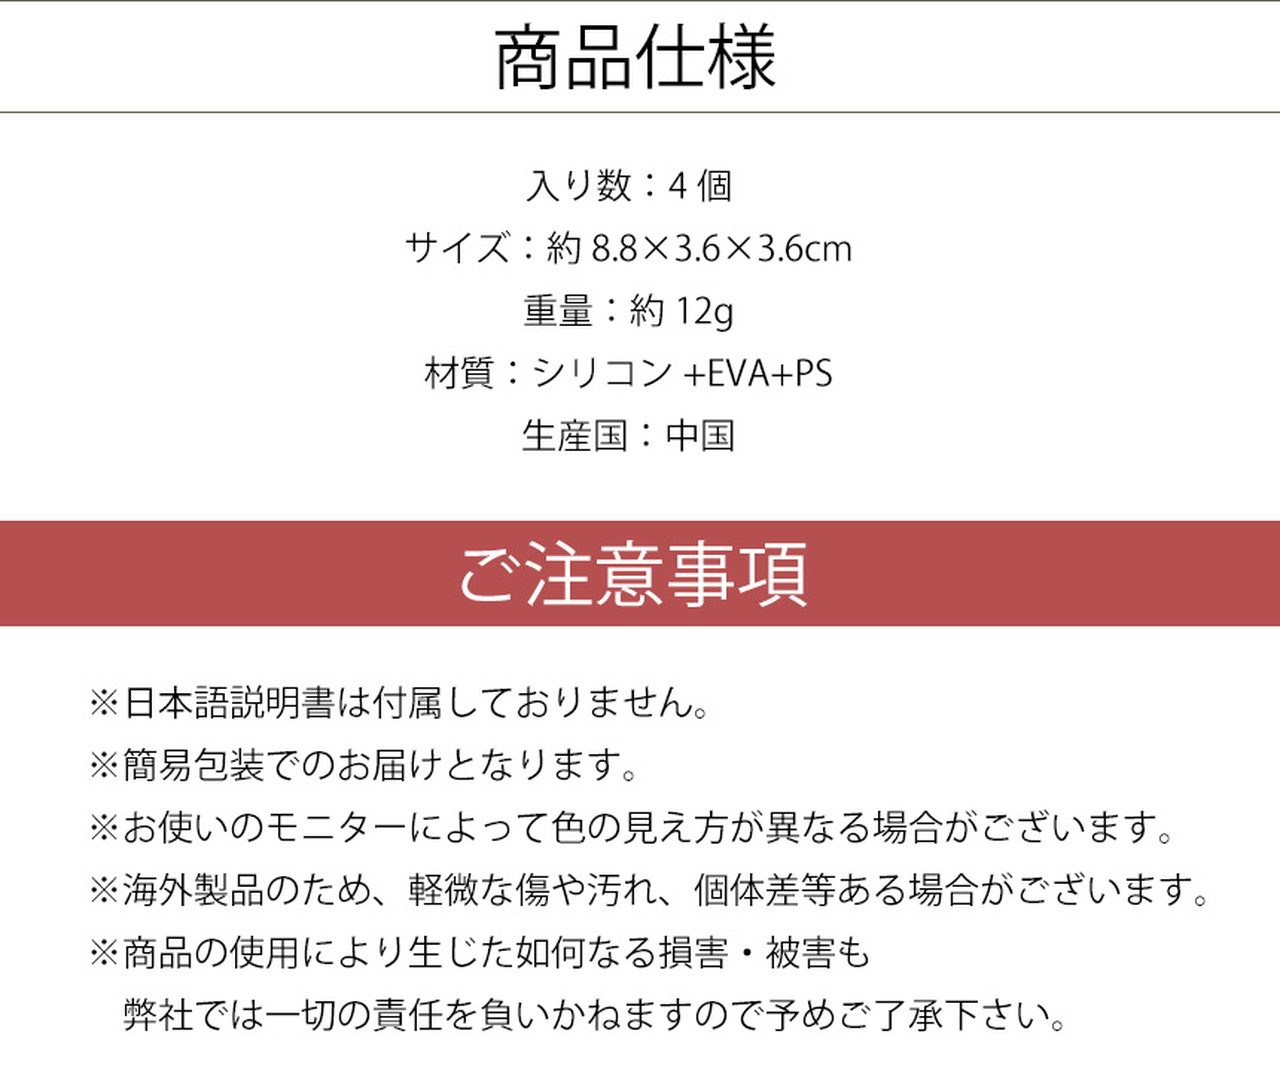 商品仕様
入り数：4 個
サイズ：約 8.8×3.6×3.6cm
重量：約 12g
材質：シリコン +EVA+PS
生産国：中国
ご注意事項
※日本語説明書は付属しておりません。
※簡易包装でのお届けとなります。
※お使いのモニターによって色の見え方が異なる場合がございます。
※海外製品のため、軽微な傷や汚れ、個体差等ある場合がございます。
※商品の使用により生じた如何なる損害・被害も
弊社では一切の責任を負いかねますので予めご了承下さい。